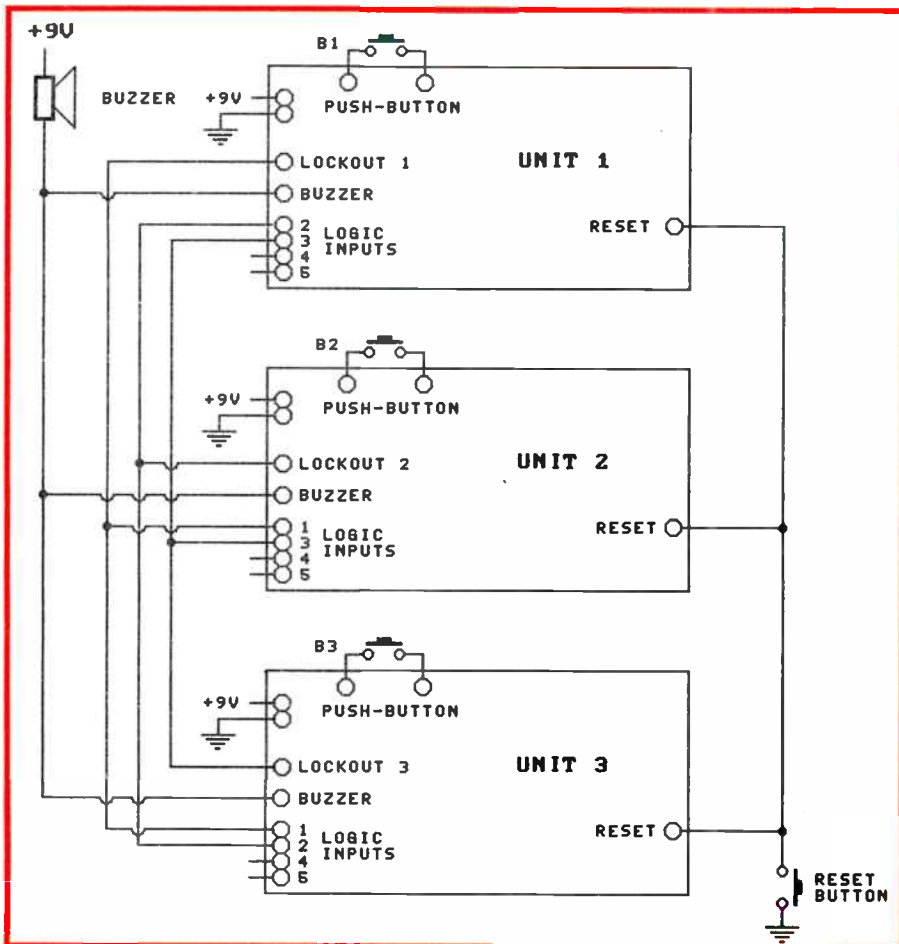 +9V
BUZZER
B1
+9V
PUSH-BUTTON
LOCKOUT 1
UNIT 1
BUZZER
2
3
4
5
LOGIC
INPUTS
RESET
B2
+9V
PUSH-BUTTON
LOCKOUT 2
UNIT 2
BUZZER
1
3
4
5
LOGIC
INPUTS
RESET
B3
+9V
PUSH-BUTTON
LOCKOUT 3
UNIT 3
BUZZER
1
2
4
5
LOGIC
INPUTS
RESET
RESET
BUTTON